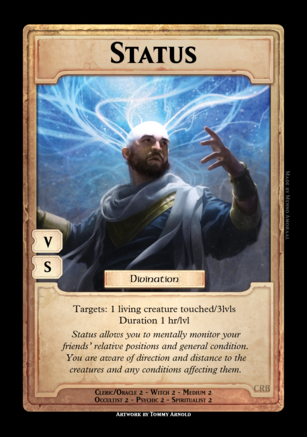 Status
V
S
Divination
Targets: 1 living creature touched/3lvls
Duration 1 hr/lvl
Status allows you to mentally monitor your
friends' relative positions and general condition.
You are aware of direction and distance to the
creatures and any conditions affecting them.
CRB
Cleric/Oracle 2 - Witch 2 - Medium 2
Occultist 2 - Psychic 2 - Spiritualist 2
Artwork by Tommy Arnold